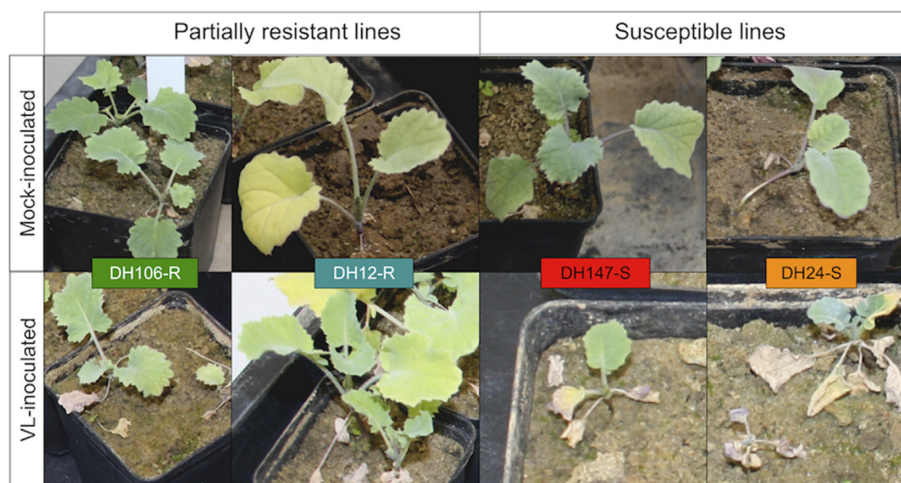 Partially resistant lines
Susceptible lines
Mock-inoculated
DH106-R
DH12-R
DH147-S
DH24-S
VL-inoculated